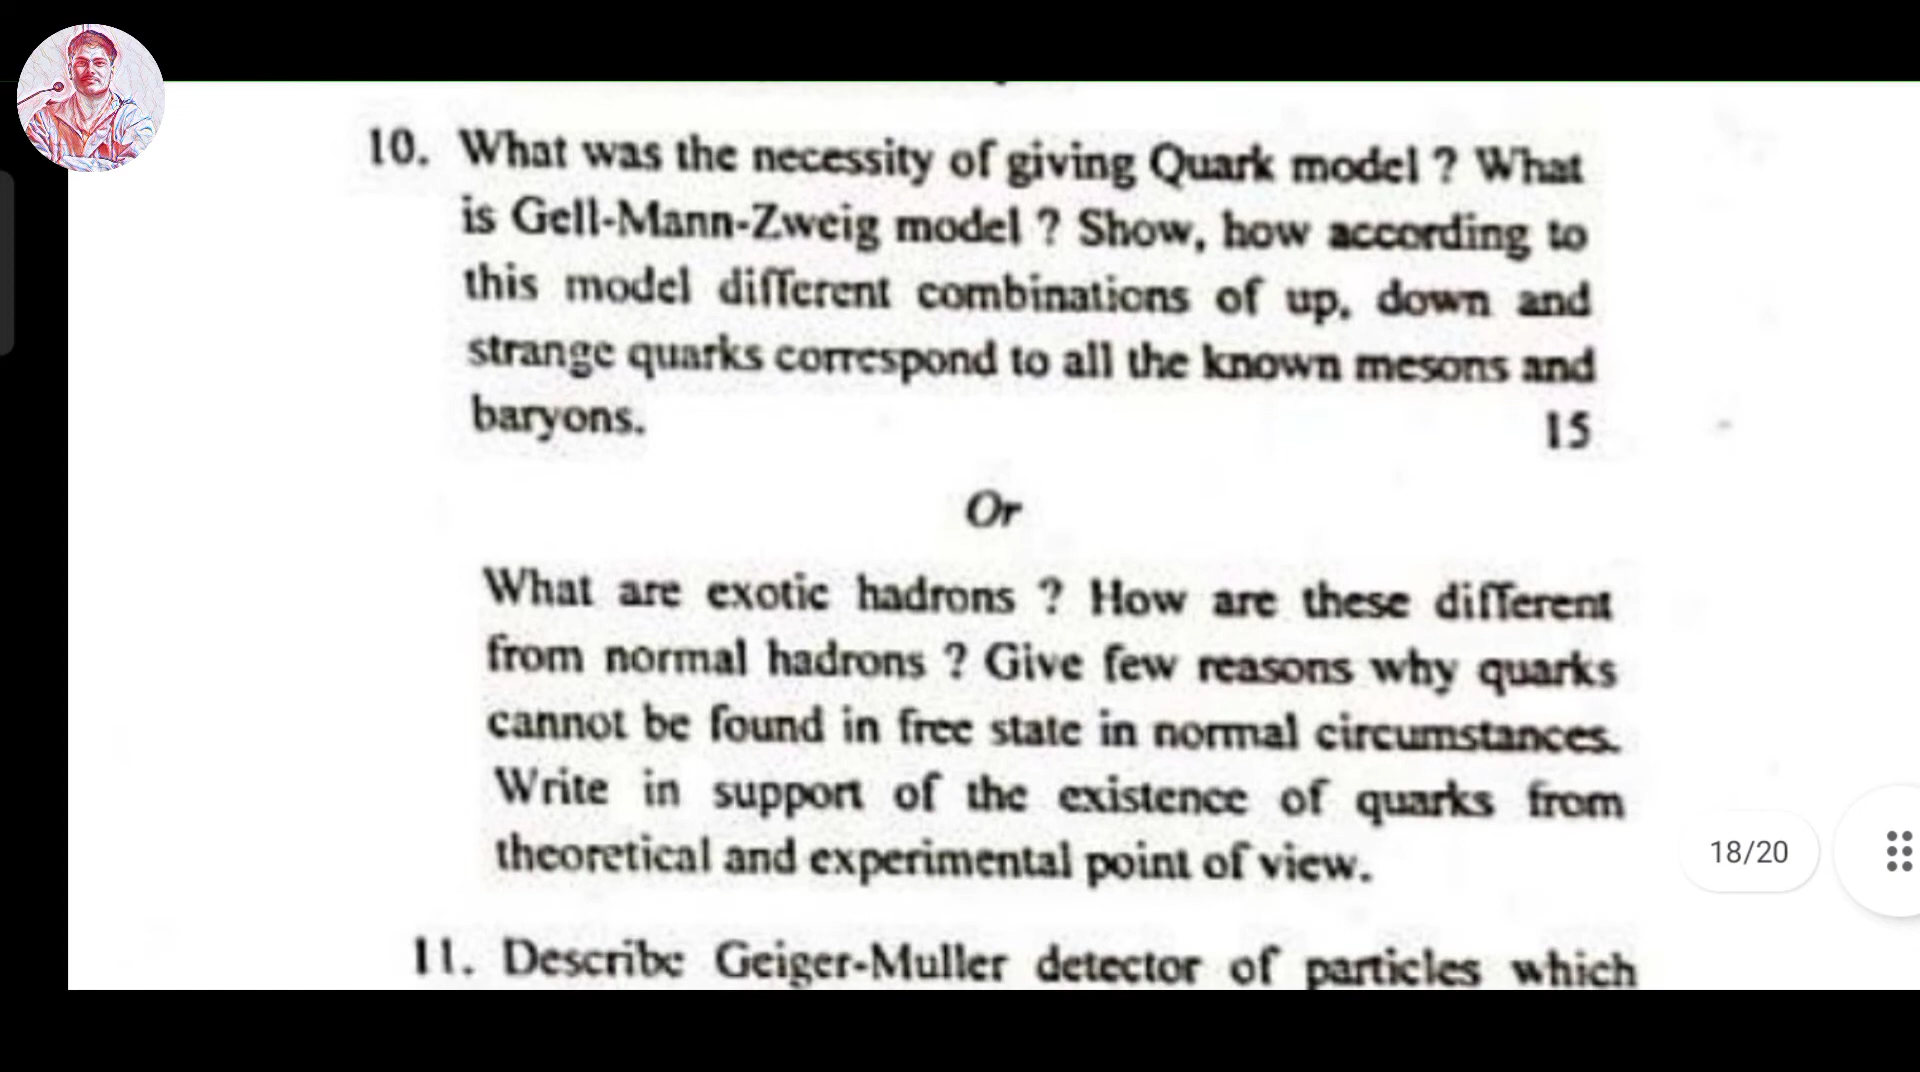 10. What was the necessity of giving Quark model ? What
is Gell-Mann-Zweig model ? Show, how according to
this model different combinations of up, down and
strange quarks correspond to all the known mesons and
baryons. 15
Or
What are exotic hadrons ? How are these different
from normal hadrons ? Give few reasons why quarks
cannot be found in free state in normal circumstances.
Write in support of the existence of quarks from
theoretical and experimental point of view.
18/20
11. Describe Geiger-Muller detector of particles which